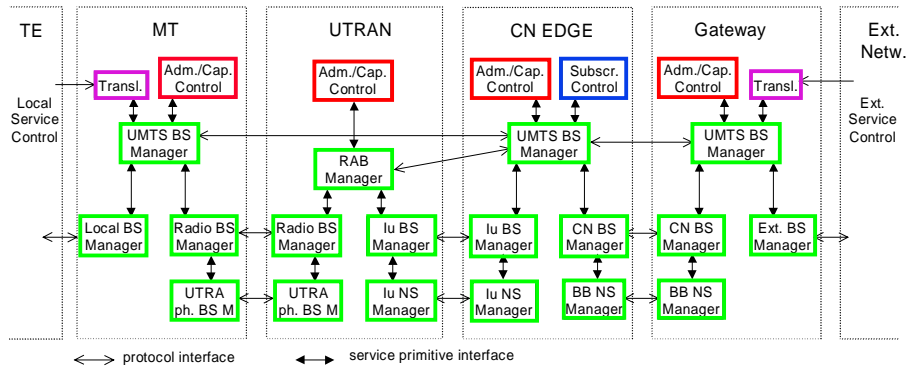 TE
MT
UTRAN
CN EDGE
Gateway
Ext.
Netw.
Transl.
Adm./Cap.
Control
Adm./Cap.
Control
Adm./Cap.
Control
Subscr.
Control
Adm./Cap.
Control
Transl.
Local
Service
Control
Ext.
Service
Control
UMTS BS
Manager
RAB
Manager
UMTS BS
Manager
UMTS BS
Manager
Local BS
Manager
Radio BS
Manager
Radio BS
Manager
Iu BS
Manager
Iu BS
Manager
CN BS
Manager
CN BS
Manager
Ext. BS
Manager
UTRA
ph. BS M
UTRA
ph. BS M
Iu NS
Manager
Iu NS
Manager
BB NS
Manager
BB NS
Manager
protocol interface
service primitive interface